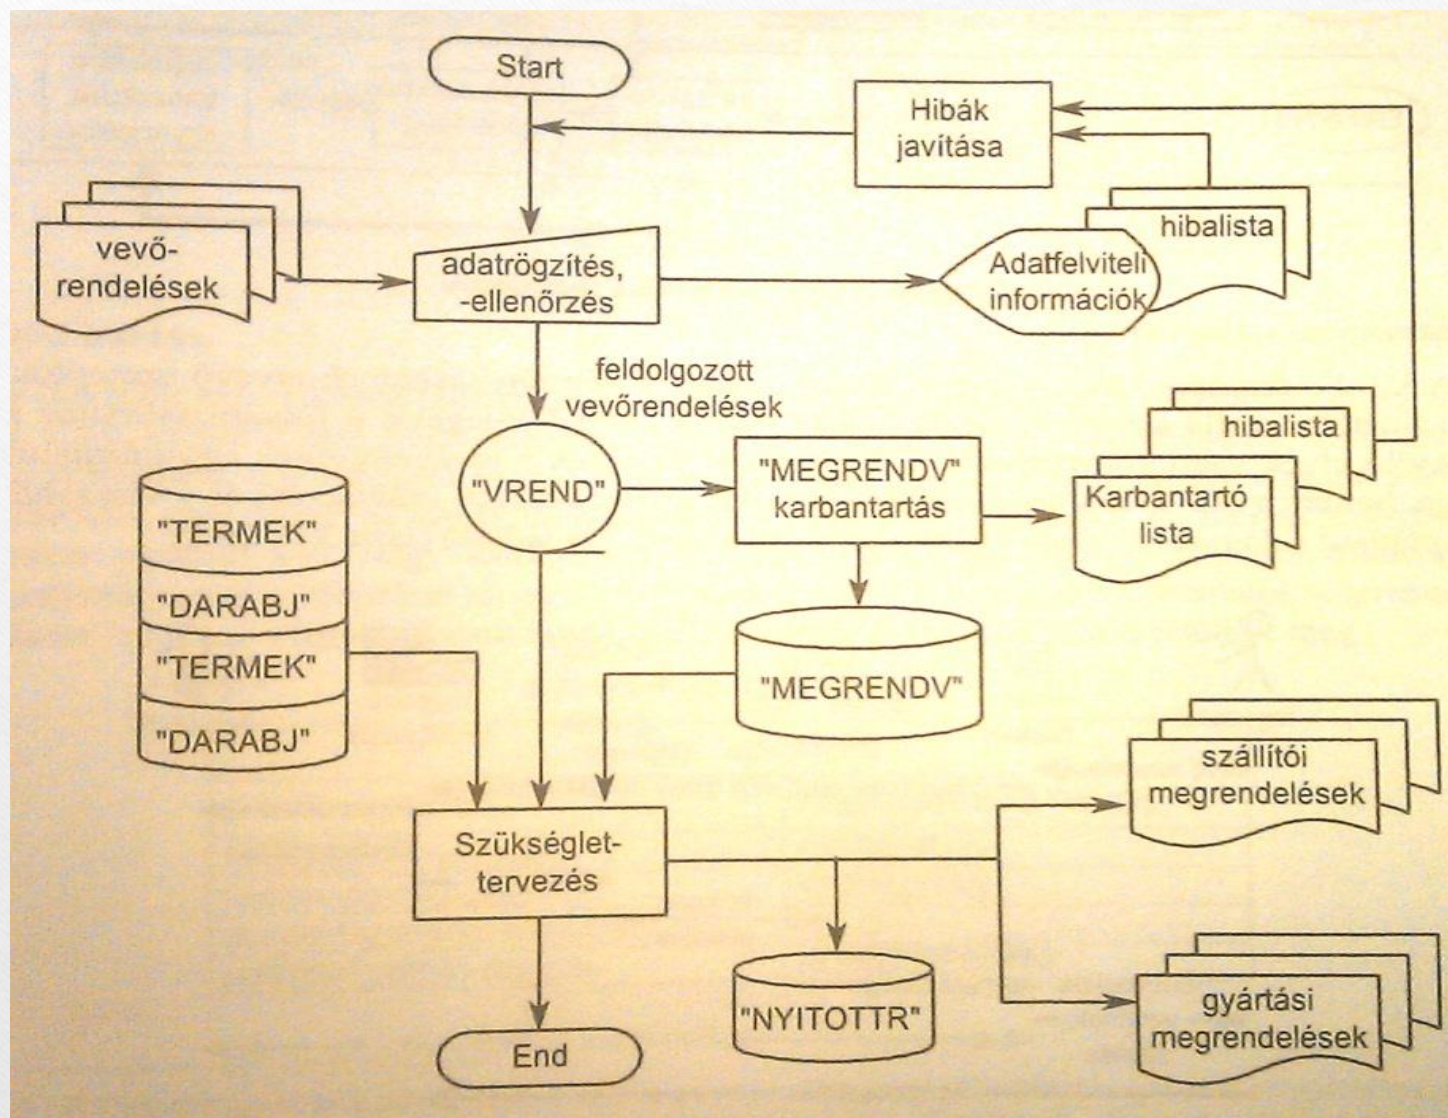 Start
Hibák
javítása
vevő-
rendelések
adatrögzítés,
-ellenőrzés
Adatfelviteli
információk
hibalista
feldolgozott
vevőrendelések
"VREND"
"MEGRENDV"
karbantartás
hibalista
Karbantartó
lista
"TERMEK"
"DARABJ"
"TERMEK"
"DARABJ"
"MEGRENDV"
szállítói
megrendelések
Szükséglet-
tervezés
"NYITOTTR"
gyártási
megrendelések
End